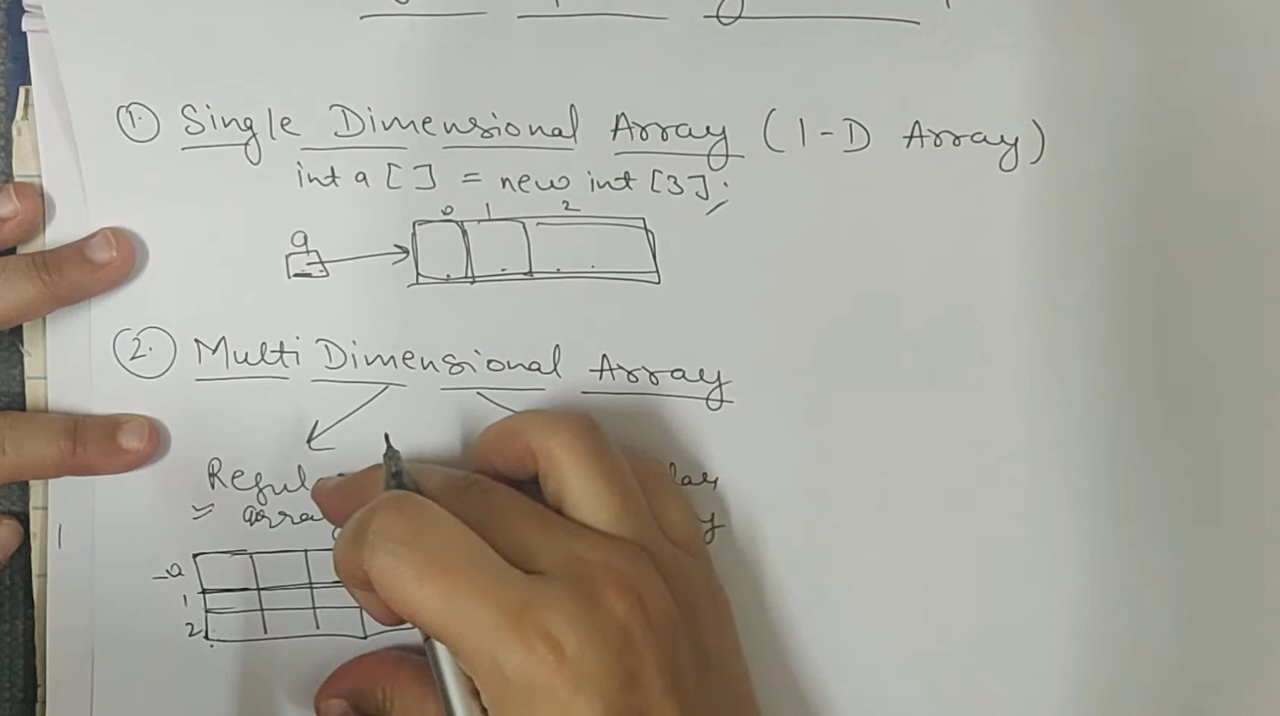 1. Single Dimensional Array (1-D Array)
int a [ ] = new int [3];
0 1 2
a
2. Multi Dimensional Array
1
2